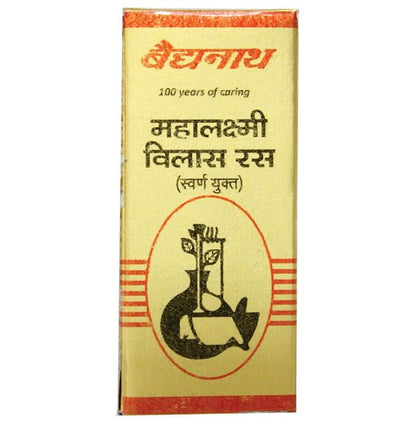 बैद्यनाथ
100 years of caring
महालक्ष्मी
विलास रस
(स्वर्ण युक्त)